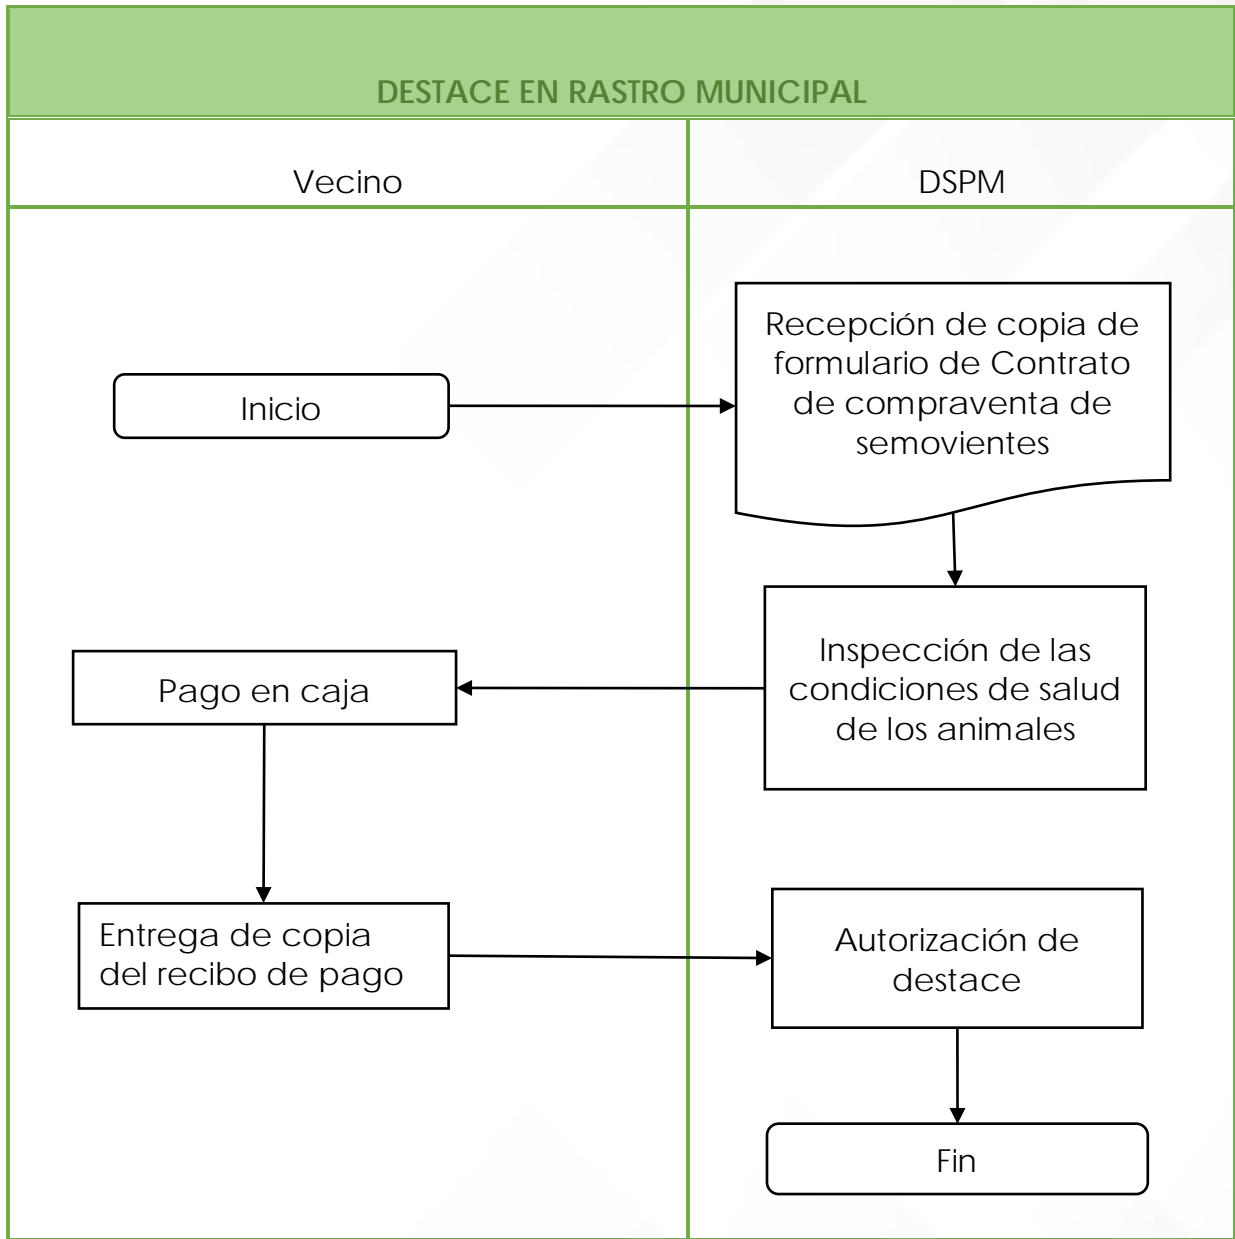 DESTACE EN RASTRO MUNICIPAL
Vecino
DSPM
Inicio
Recepción de copia de
formulario de Contrato
de compraventa de
semovientes
Inspección de las
condiciones de salud
de los animales
Pago en caja
Entrega de copia
del recibo de pago
Autorización de
destace
Fin